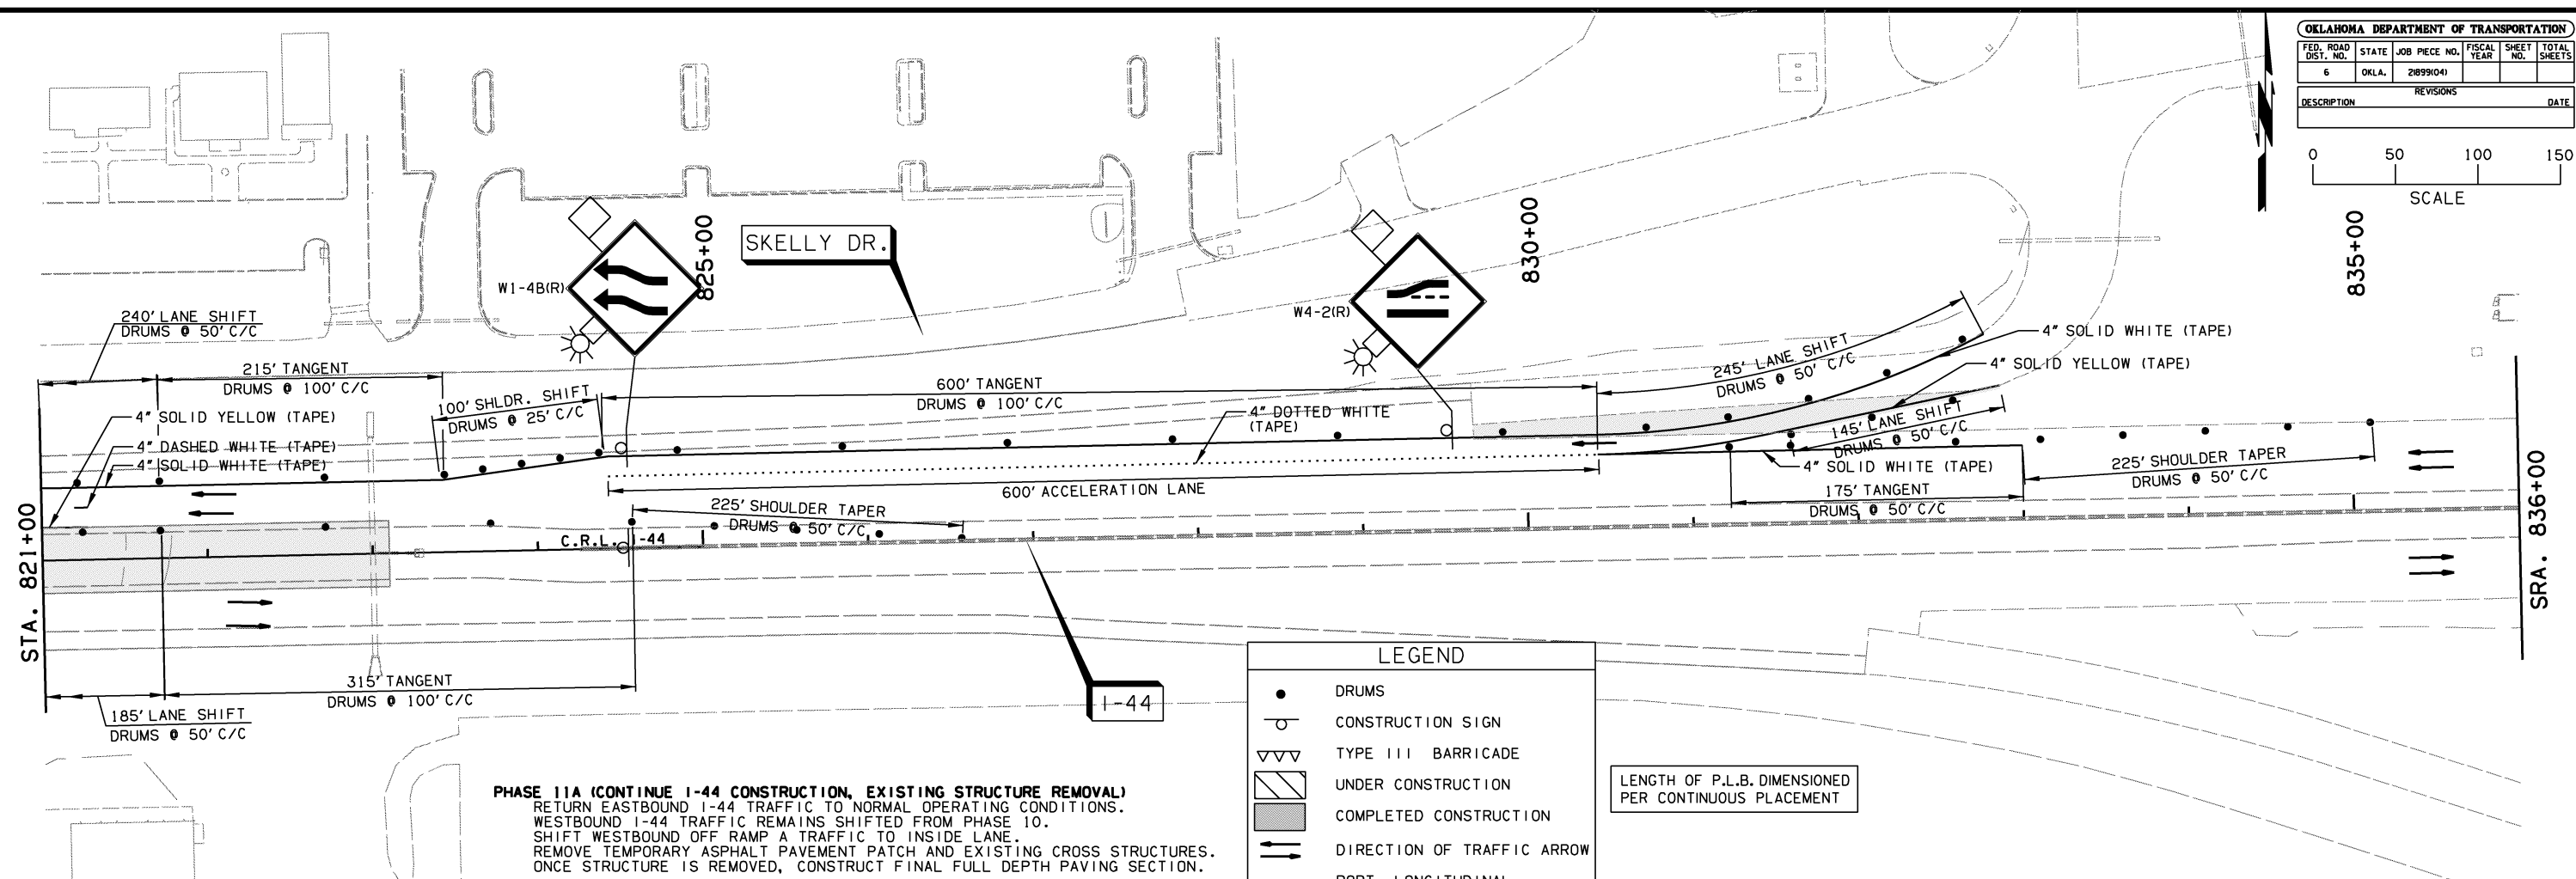 OKLAHOMA DEPARTMENT OF TRANSPORTATION
FED. ROAD DIST. NO. STATE JOB PIECE NO. FISCAL YEAR SHEET NO. TOTAL SHEETS
6 OKLA. 21899(04)
REVISIONS
DESCRIPTION DATE
0 50 100 150
SCALE
825+00
830+00
835+00
SKELLY DR.
W1-4B(R)
W4-2(R)
240' LANE SHIFT
DRUMS @ 50' C/C
215' TANGENT
DRUMS @ 100' C/C
100' SHLDR. SHIFT
DRUMS @ 25' C/C
600' TANGENT
DRUMS @ 100' C/C
245' LANE SHIFT
DRUMS @ 50' C/C
4" SOLID WHITE (TAPE)
4" SOLID YELLOW (TAPE)
4" SOLID YELLOW (TAPE)
4" DASHED WHITE (TAPE)
4" SOLID WHITE (TAPE)
4" DOTTED WHITE
(TAPE)
145' LANE SHIFT
DRUMS @ 50' C/C
4" SOLID WHITE (TAPE)
225' SHOULDER TAPER
DRUMS @ 50' C/C
175' TANGENT
DRUMS @ 50' C/C
600' ACCELERATION LANE
225' SHOULDER TAPER
DRUMS @ 50' C/C
C.R.L. I-44
STA. 821+00
SRA. 836+00
315' TANGENT
DRUMS @ 100' C/C
185' LANE SHIFT
DRUMS @ 50' C/C
I-44
PHASE 11A (CONTINUE I-44 CONSTRUCTION, EXISTING STRUCTURE REMOVAL)
RETURN EASTBOUND I-44 TRAFFIC TO NORMAL OPERATING CONDITIONS.
WESTBOUND I-44 TRAFFIC REMAINS SHIFTED FROM PHASE 10.
SHIFT WESTBOUND OFF RAMP A TRAFFIC TO INSIDE LANE.
REMOVE TEMPORARY ASPHALT PAVEMENT PATCH AND EXISTING CROSS STRUCTURES.
ONCE STRUCTURE IS REMOVED, CONSTRUCT FINAL FULL DEPTH PAVING SECTION.
LEGEND
DRUMS
CONSTRUCTION SIGN
TYPE III BARRICADE
UNDER CONSTRUCTION
COMPLETED CONSTRUCTION
DIRECTION OF TRAFFIC ARROW
PORT. LONGITUDINAL
LENGTH OF P.L.B. DIMENSIONED
PER CONTINUOUS PLACEMENT